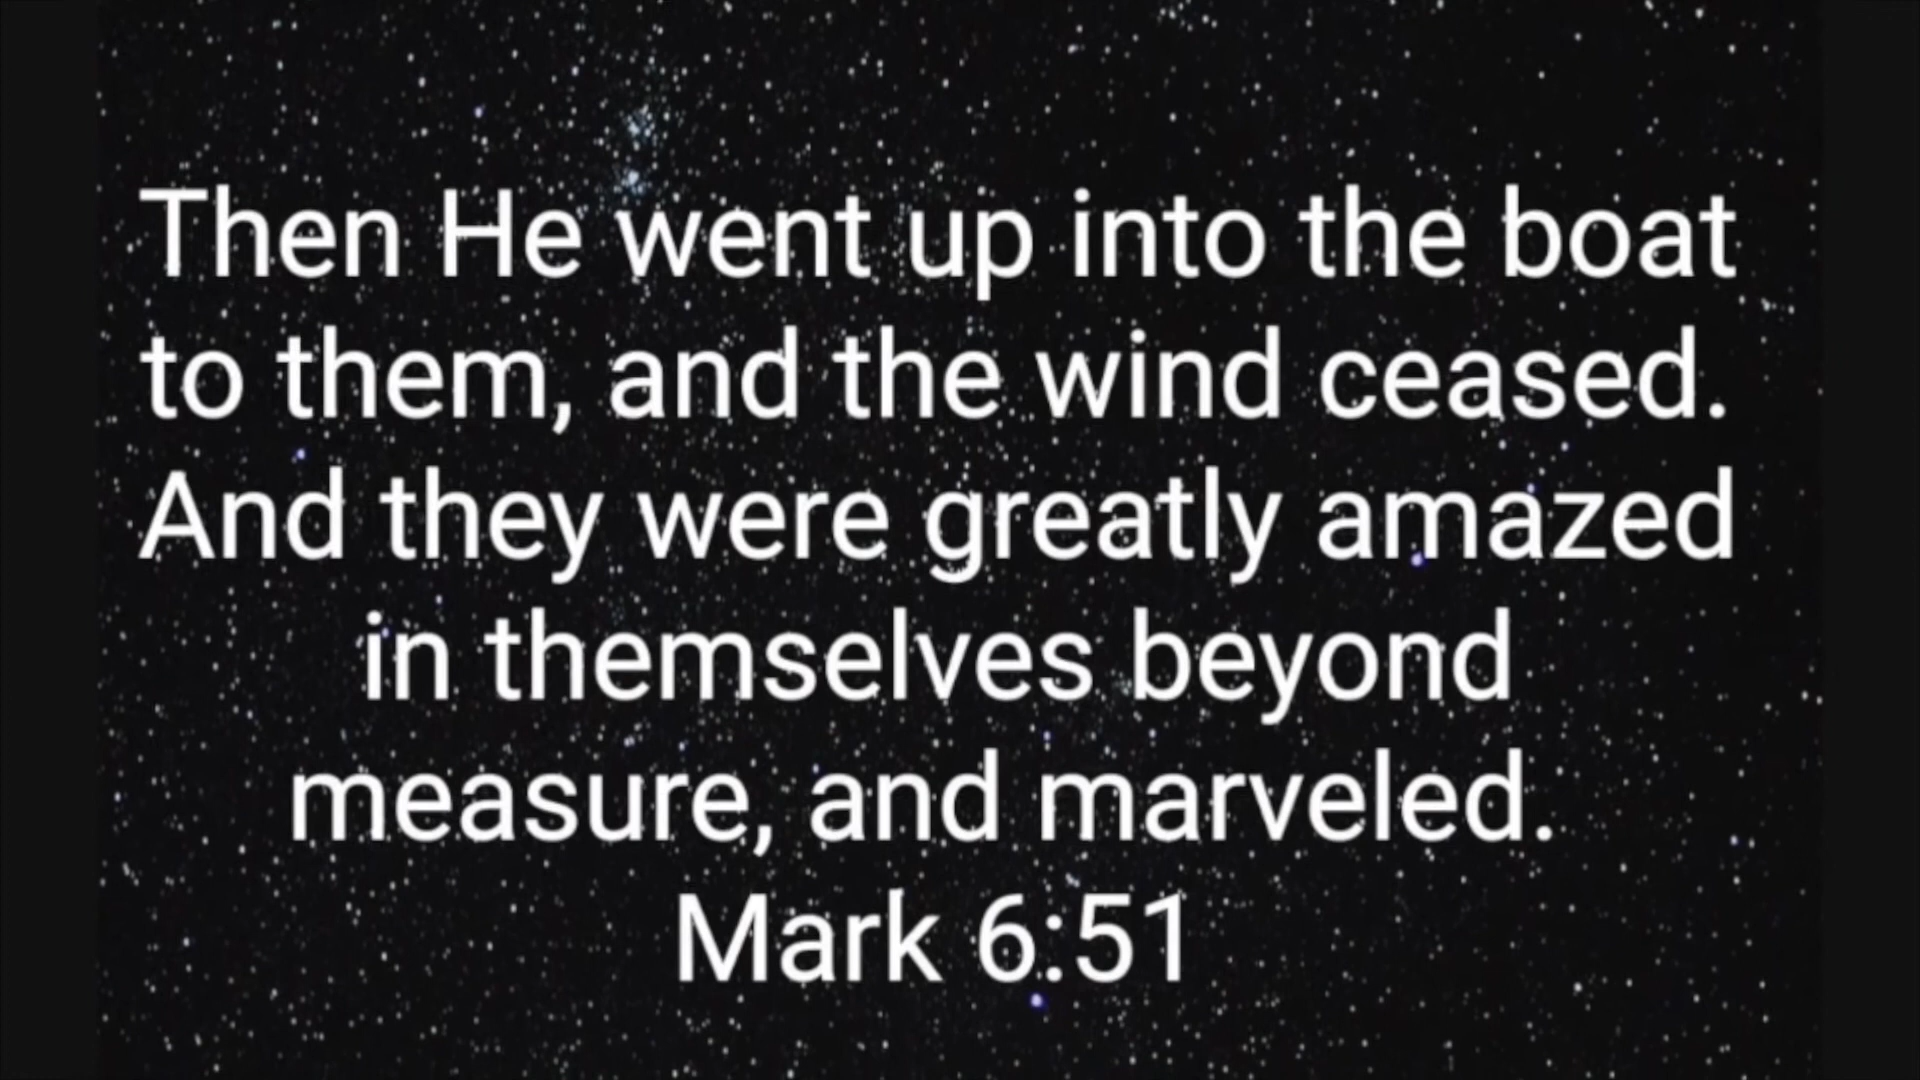 Then He went up into the boat
to them, and the wind ceased.
And they were greatly amazed
in themselves beyond
measure, and marveled.
Mark 6:51